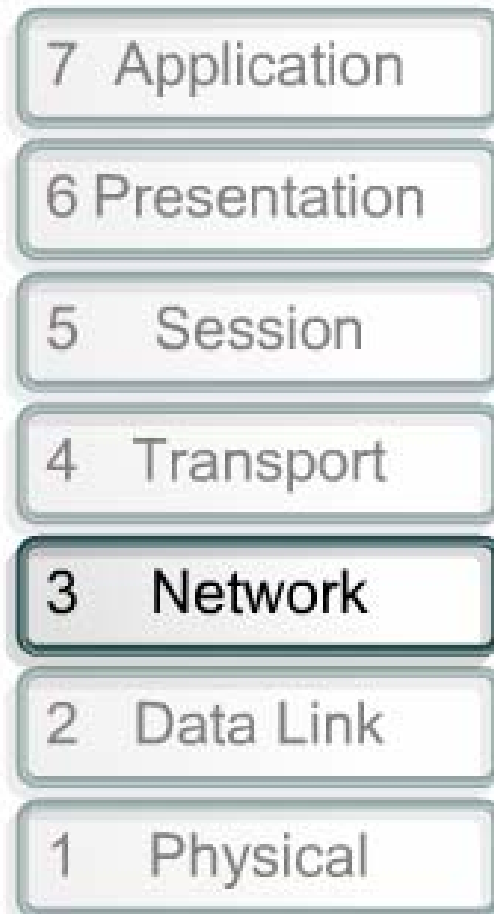 7 Application
6 Presentation
5 Session
4 Transport
3 Network
2 Data Link
1 Physical